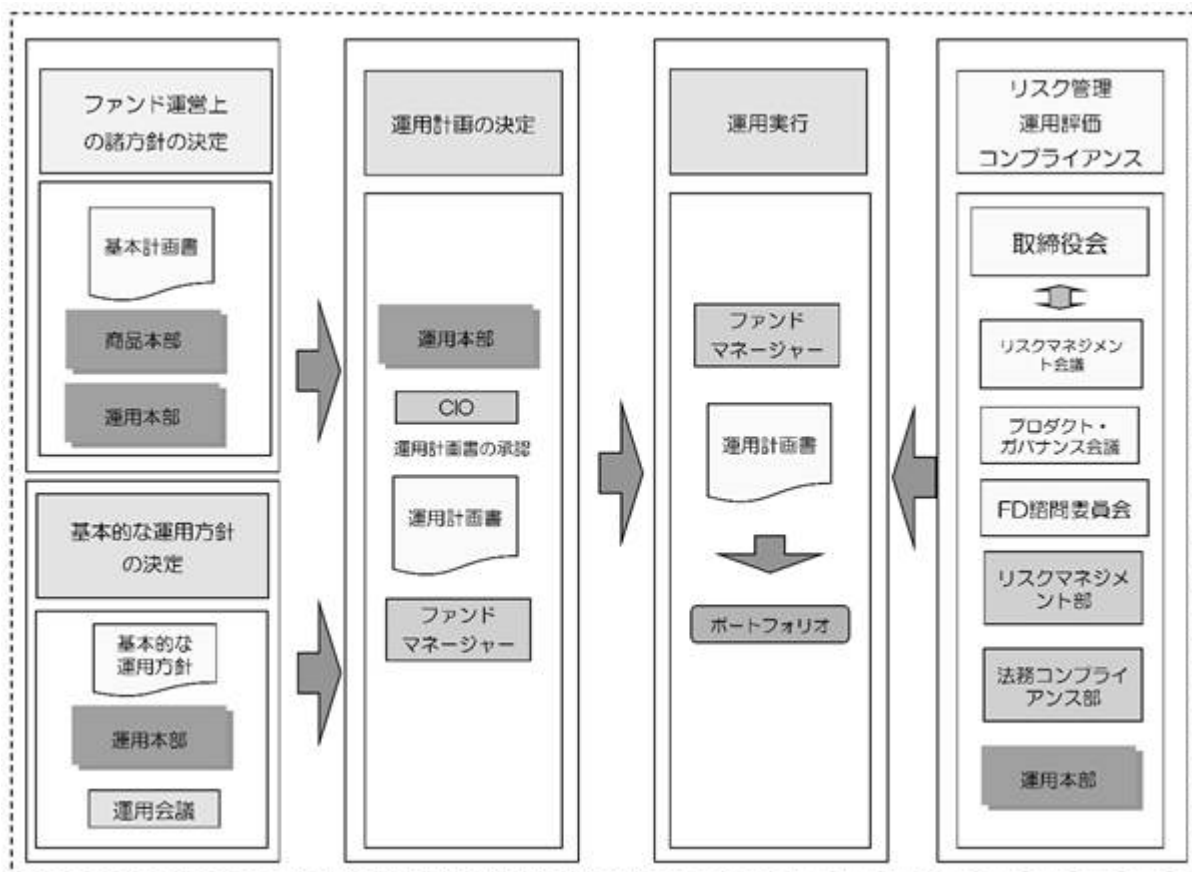 ファンド運営上
の諸方針の決定
基本計画書
商品本部
運用本部
基本的な運用方針
の決定
基本的な
運用方針
運用本部
運用会議
運用計画の決定
運用本部
CIO
運用計画書の承認
運用計画書
ファンド
マネージャー
運用実行
ファンド
マネージャー
運用計画書
ポートフォリオ
リスク管理
運用評価
コンプライアンス
取締役会
リスクマネジメン
ト会議
プロダクト・
ガバナンス会議
FD諮問委員会
リスクマネジメ
ント部
法務コンプライ
アンス部
運用本部